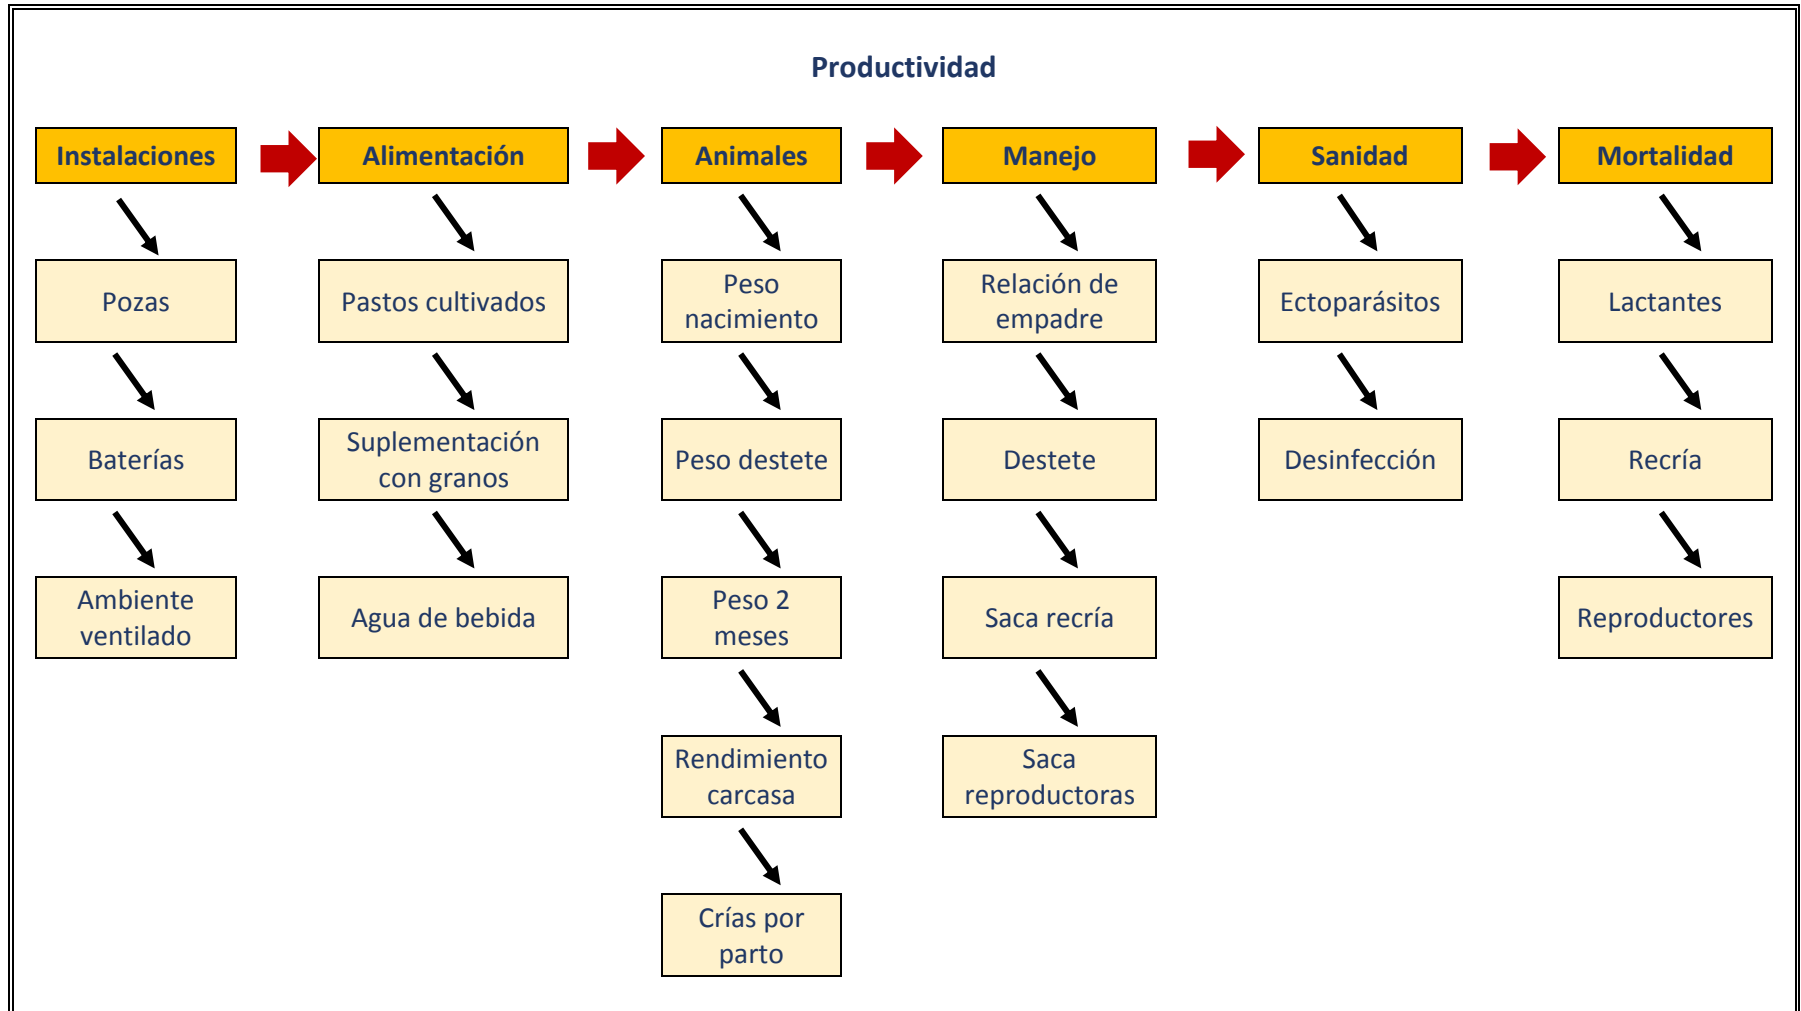 Productividad
Instalaciones
Alimentación
Animales
Manejo
Sanidad
Mortalidad
Pozas
Pastos cultivados
Peso
nacimiento
Relación de
empadre
Ectoparásitos
Lactantes
Baterías
Suplementación
con granos
Peso destete
Destete
Desinfección
Recría
Ambiente
ventilado
Agua de bebida
Peso 2
meses
Saca recría
Reproductores
Rendimiento
carcasa
Saca
reproductoras
Crías por
parto